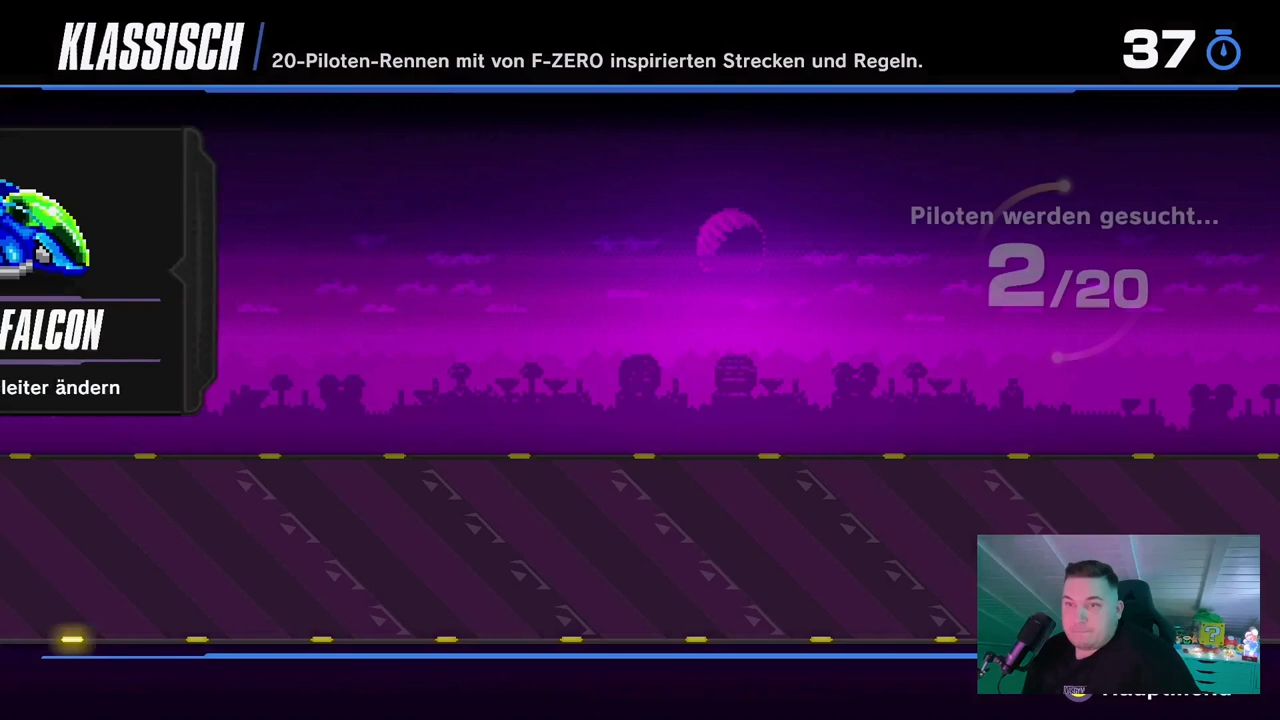 KLASSISCH
20-Piloten-Rennen mit von F-ZERO inspirierten Strecken und Regeln.
37
Piloten werden gesucht...
2/20
FALCON
leiter ändern
Hauptmenü